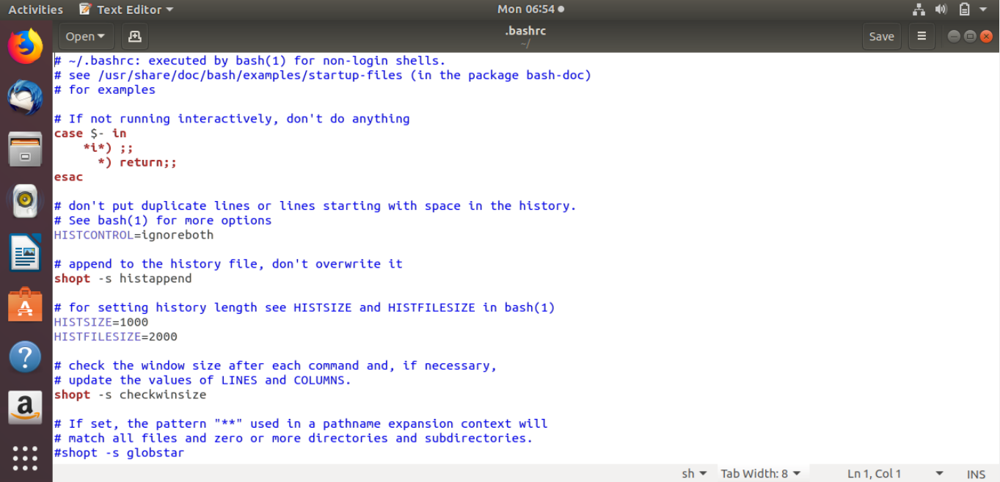 Activities Text Editor Mon 06:54
Open .bashrc Save
~/
# ~/.bashrc: executed by bash(1) for non-login shells.
# see /usr/share/doc/bash/examples/startup-files (in the package bash-doc)
# for examples

# If not running interactively, don't do anything
case $- in
    *i*) ;;
      *) return;;
esac

# don't put duplicate lines or lines starting with space in the history.
# See bash(1) for more options
HISTCONTROL=ignoreboth

# append to the history file, don't overwrite it
shopt -s histappend

# for setting history length see HISTSIZE and HISTFILESIZE in bash(1)
HISTSIZE=1000
HISTFILESIZE=2000

# check the window size after each command and, if necessary,
# update the values of LINES and COLUMNS.
shopt -s checkwinsize

# If set, the pattern "**" used in a pathname expansion context will
# match all files and zero or more directories and subdirectories.
#shopt -s globstar
sh Tab Width: 8 Ln 1, Col 1 INS